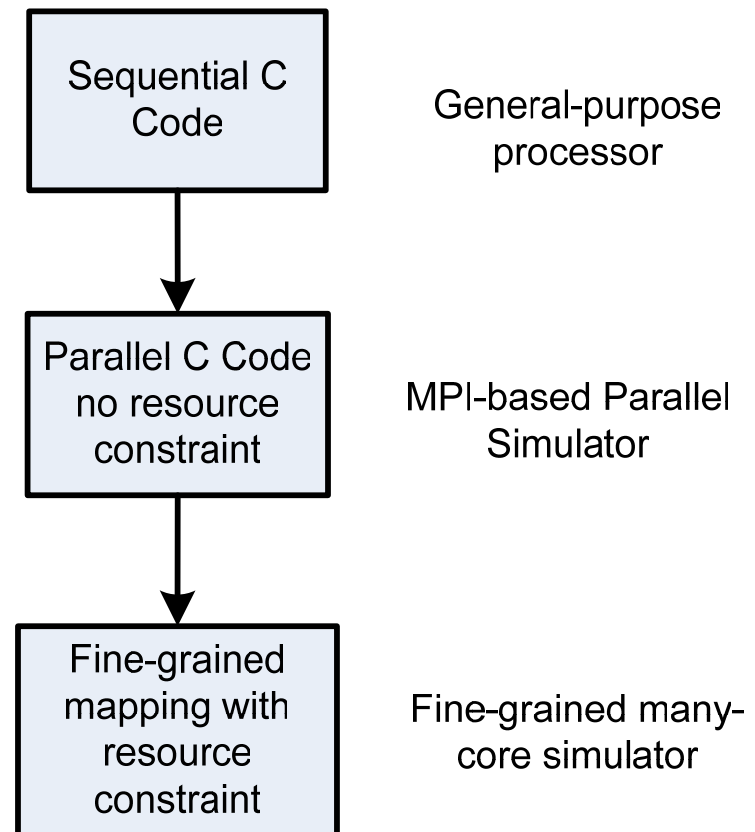 Sequential C
Code
General-purpose
processor
Parallel C Code
no resource
constraint
MPI-based Parallel
Simulator
Fine-grained
mapping with
resource
constraint
Fine-grained many-
core simulator